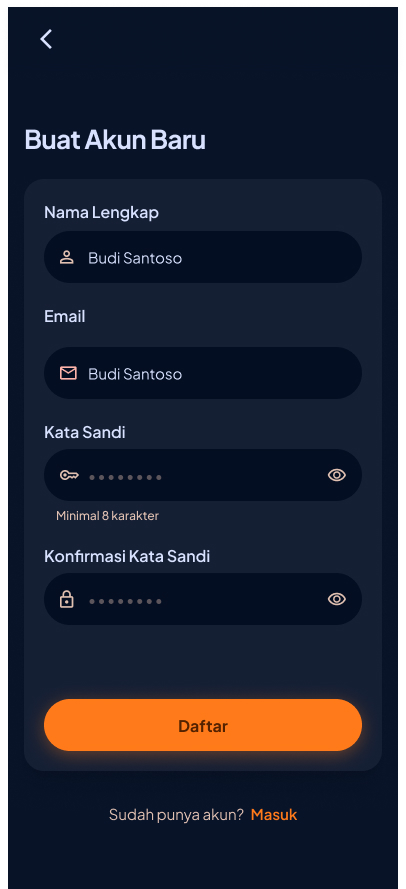 Buat Akun Baru
Nama Lengkap
Budi Santoso
Email
Budi Santoso
Kata Sandi
••••••••
Minimal 8 karakter
Konfirmasi Kata Sandi
••••••••
Daftar
Sudah punya akun? Masuk